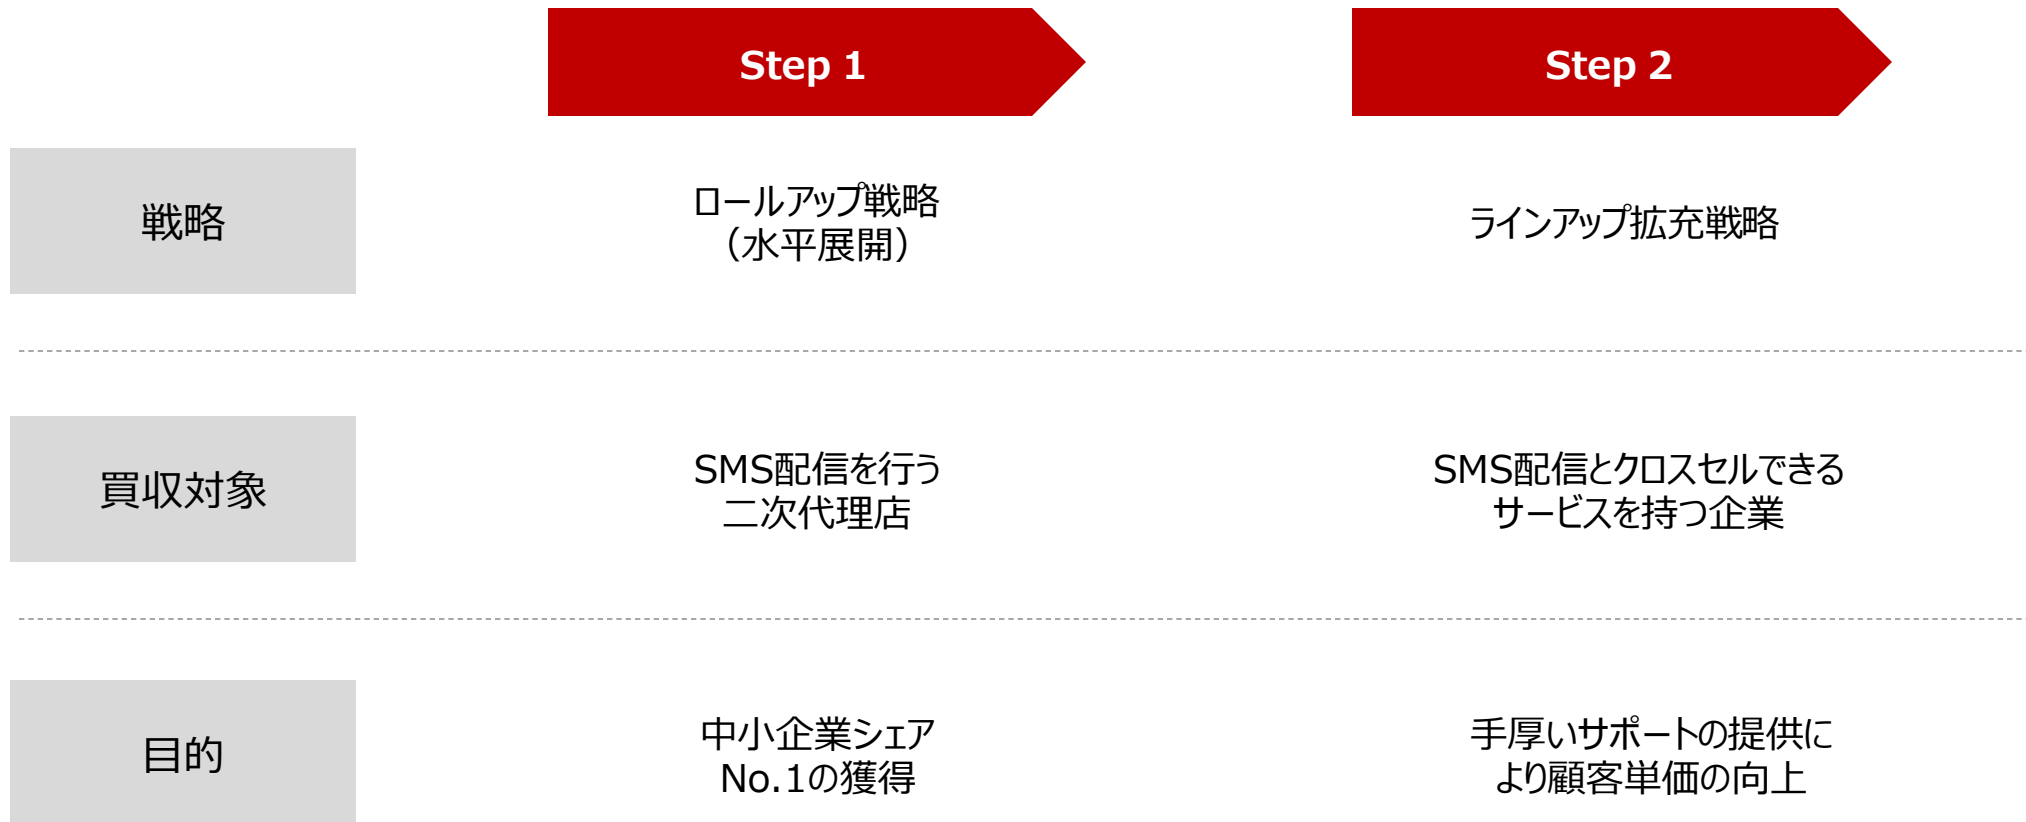 Step 1
Step 2
戦略
ロールアップ戦略
（水平展開）
ラインアップ拡充戦略
買収対象
SMS配信を行う
二次代理店
SMS配信とクロスセルできる
サービスを持つ企業
目的
中小企業シェア
No.1の獲得
手厚いサポートの提供に
より顧客単価の向上